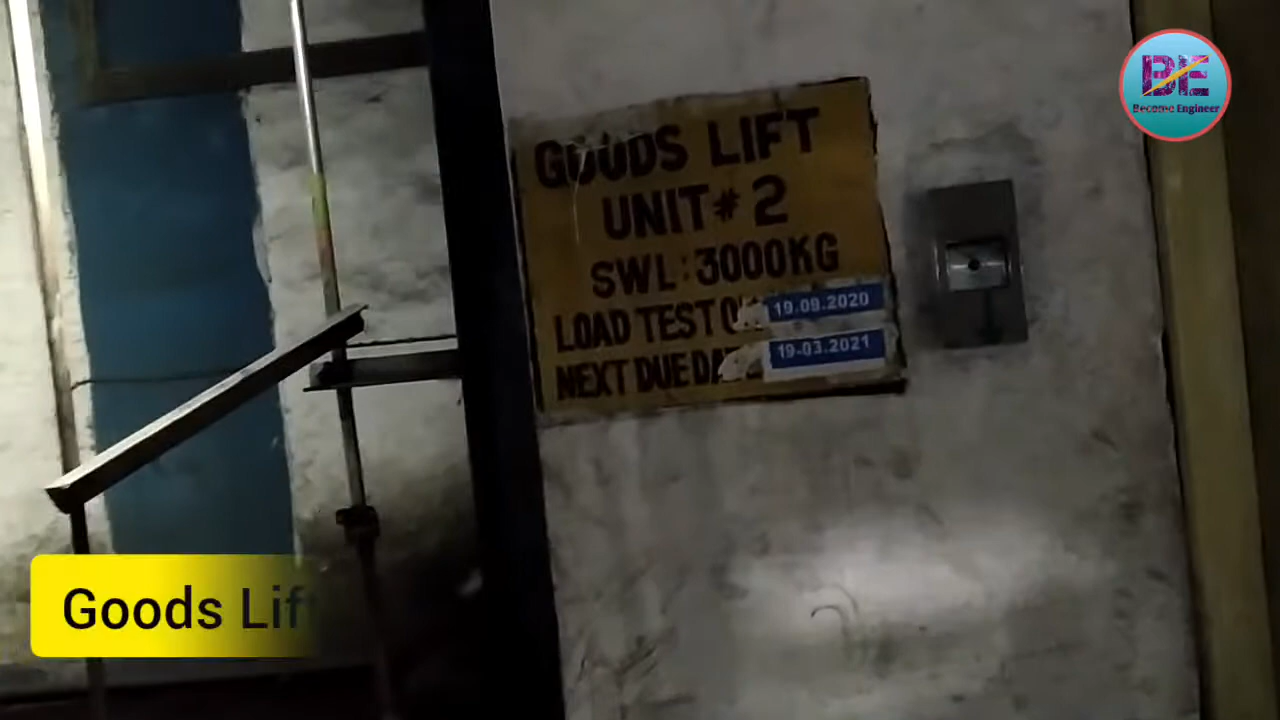 BE
Become Engineer
GOODS LIFT
UNIT # 2
SWL: 3000KG
LOAD TEST 19.09.2020
NEXT DUE 19-03.2021
Goods Lif